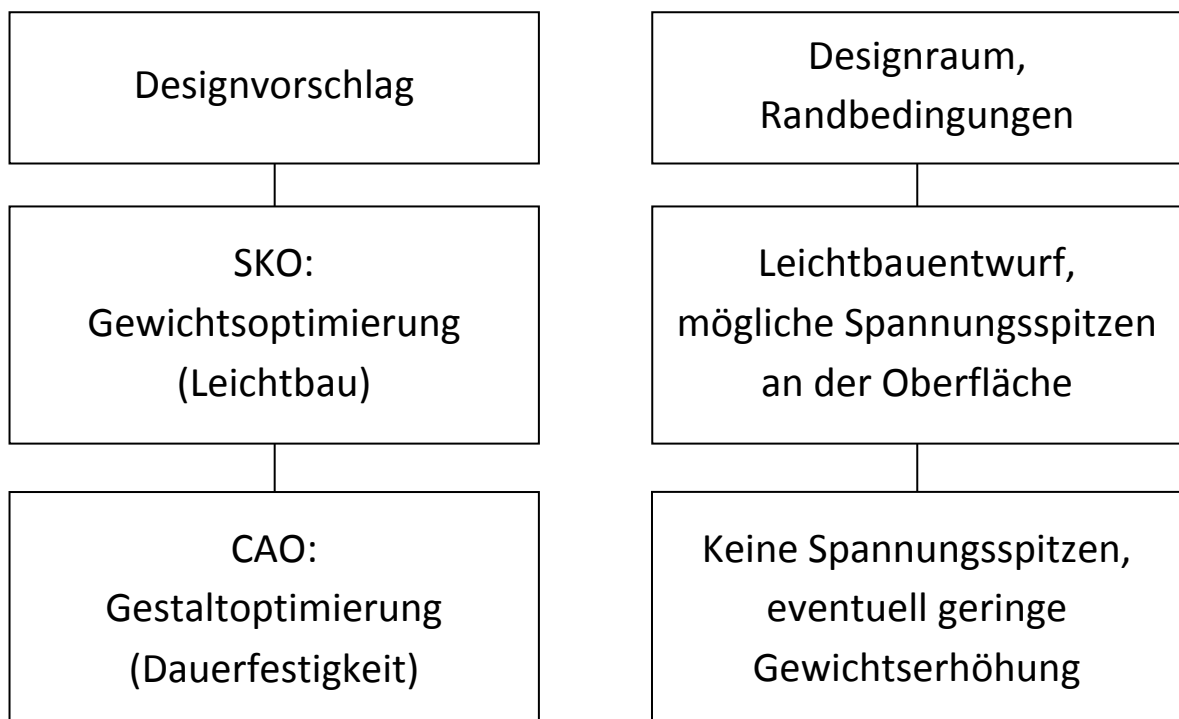 Designvorschlag
Designraum,
Randbedingungen
SKO:
Gewichtsoptimierung
(Leichtbau)
Leichtbauentwurf,
mögliche Spannungsspitzen
an der Oberfläche
CAO:
Gestaltoptimierung
(Dauerfestigkeit)
Keine Spannungsspitzen,
eventuell geringe
Gewichtserhöhung